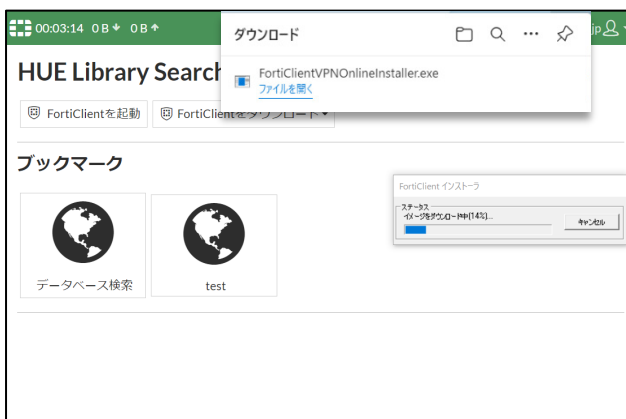 00:03:14 0 B 0 B
jp
ダウンロード
FortiClientVPNOnlineInstaller.exe
ファイルを開く
HUE Library Search
FortiClientを起動
FortiClientをダウンロード
ブックマーク
データベース検索
test
FortiClient インストーラ
ステータス
イメージをダウンロード中(14%)...
キャンセル